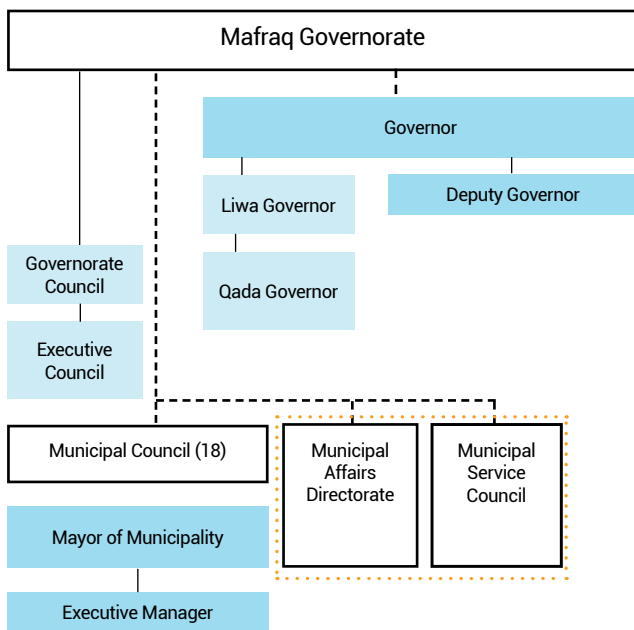 Mafraq Governorate
Governor
Liwa Governor
Deputy Governor
Governorate
Council
Qada Governor
Executive
Council
Municipal Council (18)
Municipal
Affairs
Directorate
Municipal
Service
Council
Mayor of Municipality
Executive Manager